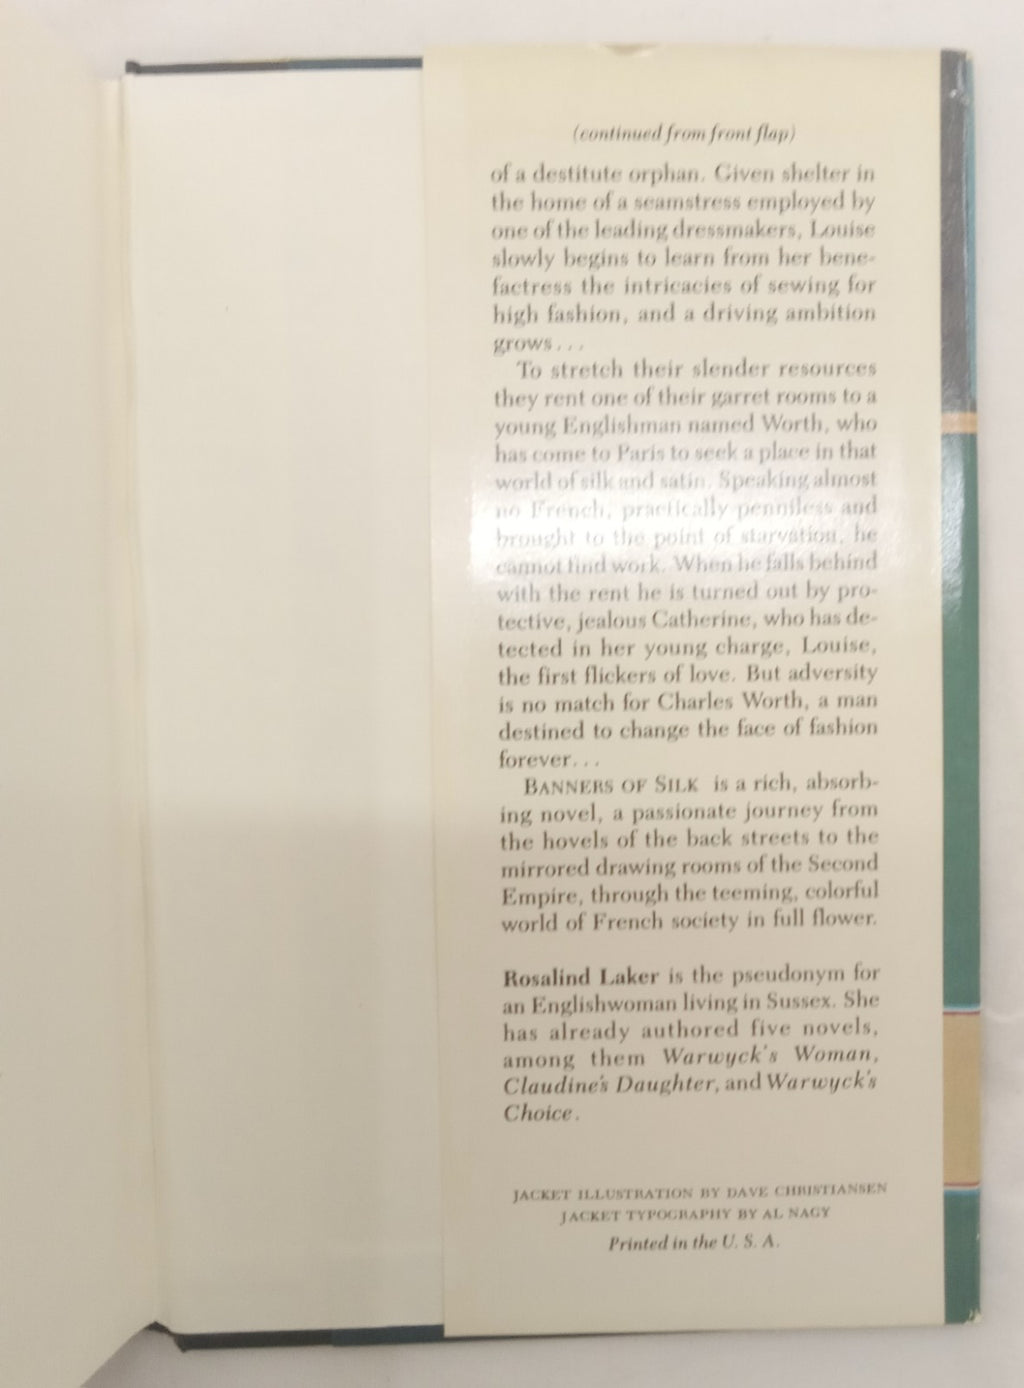 (continued from front flap)
of a destitute orphan. Given shelter in
the home of a seamstress employed by
one of the leading dressmakers, Louise
slowly begins to learn from her bene-
factress the intricacies of sewing for
high fashion, and a driving ambition
grows...
To stretch their slender resources
they rent one of their garret rooms to a
young Englishman named Worth, who
has come to Paris to seek a place in that
world of silk and satin. Speaking almost
no French, practically penniless and
brought to the point of starvation, he
cannot find work. When he falls behind
with the rent he is turned out by pro-
tective, jealous Catherine, who has de-
tected in her young charge, Louise,
the first flickers of love. But adversity
is no match for Charles Worth, a man
destined to change the face of fashion
forever...
BANNERS OF SILK is a rich, absorb-
ing novel, a passionate journey from
the hovels of the back streets to the
mirrored drawing rooms of the Second
Empire, through the teeming, colorful
world of French society in full flower.
Rosalind Laker is the pseudonym for
an Englishwoman living in Sussex. She
has already authored five novels,
among them Warwyck's Woman,
Claudine's Daughter, and Warwyck's
Choice.
JACKET ILLUSTRATION BY DAVE CHRISTIANSEN
JACKET TYPOGRAPHY BY AL NAGY
Printed in the U. S. A.